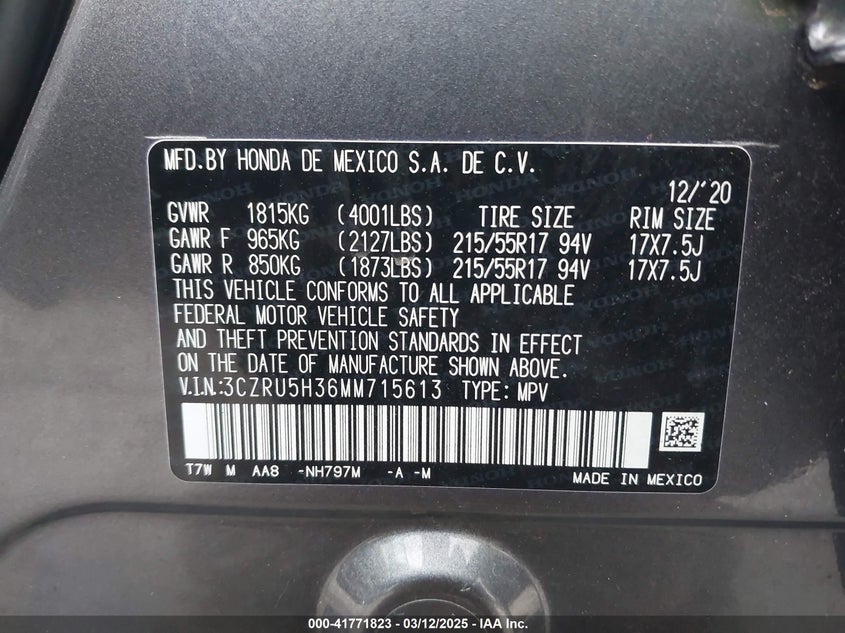 MFD.BY HONDA DE MEXICO S.A. DE C.V.
12/'20
GVWR 1815KG (4001LBS) TIRE SIZE RIM SIZE
GAWR F 965KG (2127LBS) 215/55R17 94V 17X7.5J
GAWR R 850KG (1873LBS) 215/55R17 94V 17X7.5J
THIS VEHICLE CONFORMS TO ALL APPLICABLE
FEDERAL MOTOR VEHICLE SAFETY
AND THEFT PREVENTION STANDARDS IN EFFECT
ON THE DATE OF MANUFACTURE SHOWN ABOVE.
V.I.N.:3CZRU5H36MM715613 TYPE: MPV
T7W M AA8 -NH797M -A -M
MADE IN MEXICO
000-41771823 - 03/12/2025 - IAA Inc.